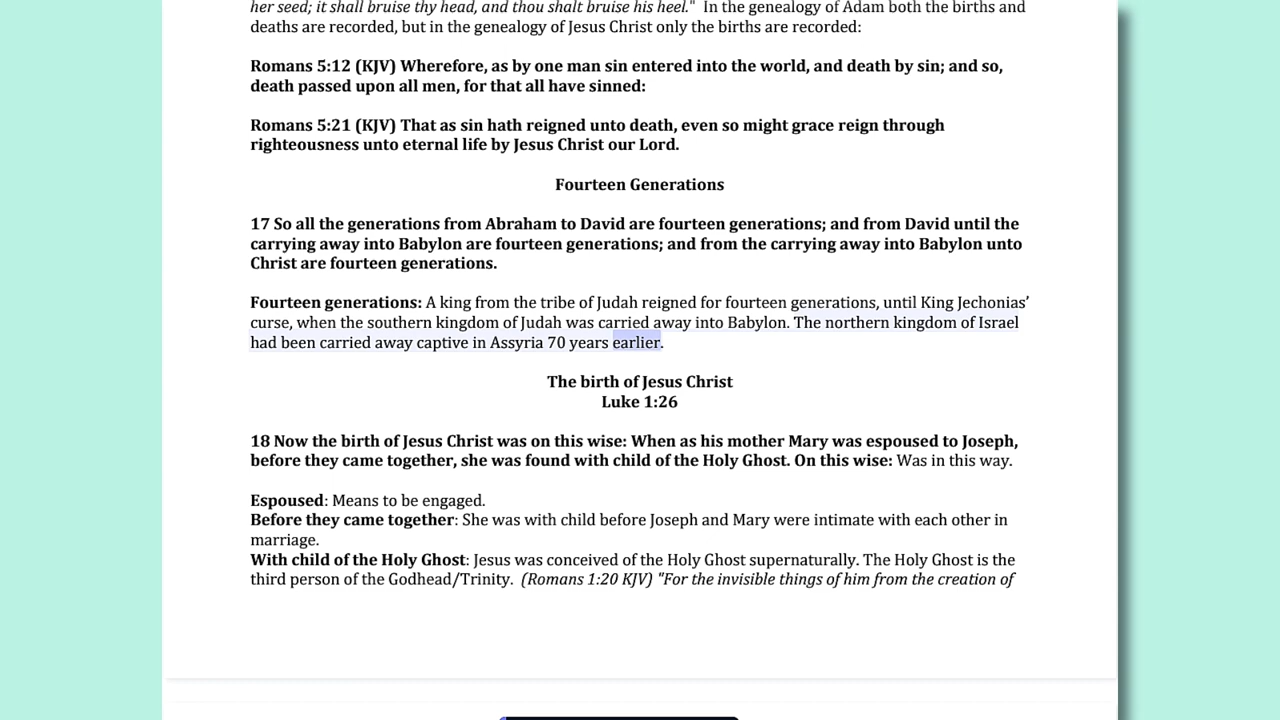 her seed; it shall bruise thy head, and thou shalt bruise his heel." In the genealogy of Adam both the births and
deaths are recorded, but in the genealogy of Jesus Christ only the births are recorded:
Romans 5:12 (KJV) Wherefore, as by one man sin entered into the world, and death by sin; and so,
death passed upon all men, for that all have sinned:
Romans 5:21 (KJV) That as sin hath reigned unto death, even so might grace reign through
righteousness unto eternal life by Jesus Christ our Lord.
Fourteen Generations
17 So all the generations from Abraham to David are fourteen generations; and from David until the
carrying away into Babylon are fourteen generations; and from the carrying away into Babylon unto
Christ are fourteen generations.
Fourteen generations: A king from the tribe of Judah reigned for fourteen generations, until King Jechonias’
curse, when the southern kingdom of Judah was carried away into Babylon. The northern kingdom of Israel
had been carried away captive in Assyria 70 years earlier.
The birth of Jesus Christ
Luke 1:26
18 Now the birth of Jesus Christ was on this wise: When as his mother Mary was espoused to Joseph,
before they came together, she was found with child of the Holy Ghost. On this wise: Was in this way.
Espoused: Means to be engaged.
Before they came together: She was with child before Joseph and Mary were intimate with each other in
marriage.
With child of the Holy Ghost: Jesus was conceived of the Holy Ghost supernaturally. The Holy Ghost is the
third person of the Godhead/Trinity. (Romans 1:20 KJV) "For the invisible things of him from the creation of